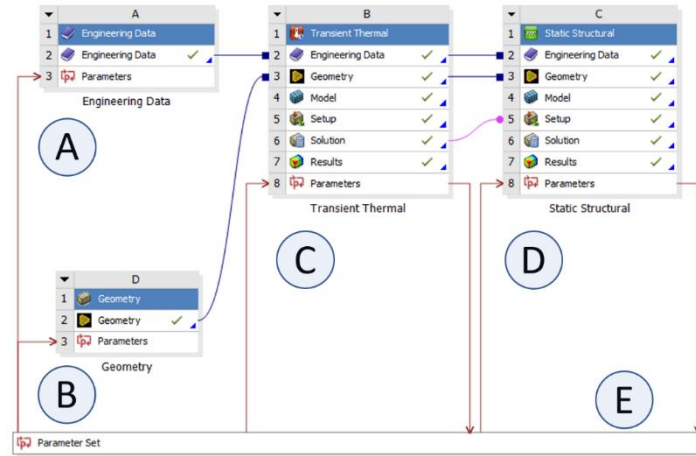 A
1 Engineering Data
2 Engineering Data
3 Parameters
Engineering Data
A
B
1 Transient Thermal
2 Engineering Data
3 Geometry
4 Model
5 Setup
6 Solution
7 Results
8 Parameters
Transient Thermal
C
C
1 Static Structural
2 Engineering Data
3 Geometry
4 Model
5 Setup
6 Solution
7 Results
8 Parameters
Static Structural
D
D
1 Geometry
2 Geometry
3 Parameters
Geometry
B
E
Parameter Set